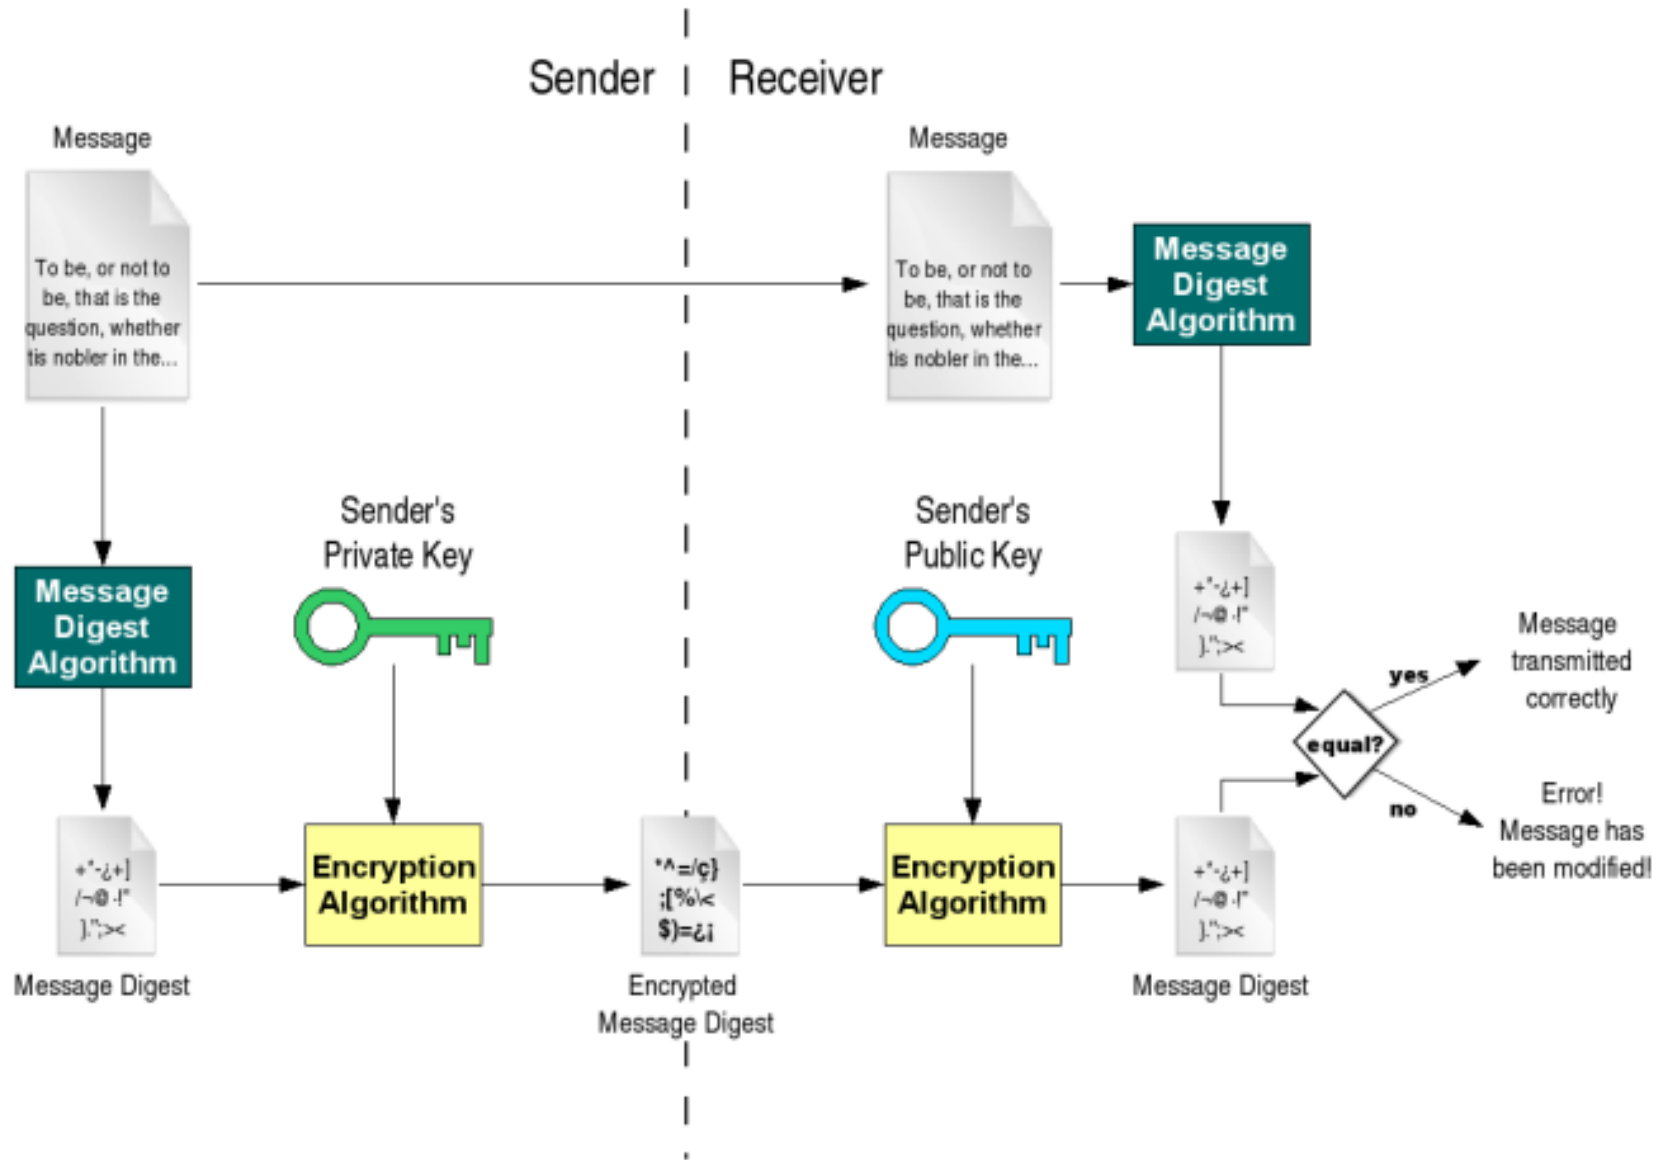 Sender
Receiver
Message
To be, or not to
be, that is the
question, whether
tis nobler in the...
Message
To be, or not to
be, that is the
question, whether
tis nobler in the...
Message
Digest
Algorithm
Sender's
Private Key
Sender's
Public Key
Message
Digest
Algorithm
+*-¿+]
/¬@-!"
}.";><
yes
Message
transmitted
correctly
equal?
no
Error!
Message has
been modified!
+*-¿+]
/¬@-!"
}.";><
Message Digest
Encryption
Algorithm
*^=/ç}
;[%\<
$)=¿¡
Encrypted
Message Digest
Encryption
Algorithm
+*-¿+]
/¬@-!"
}.";><
Message Digest